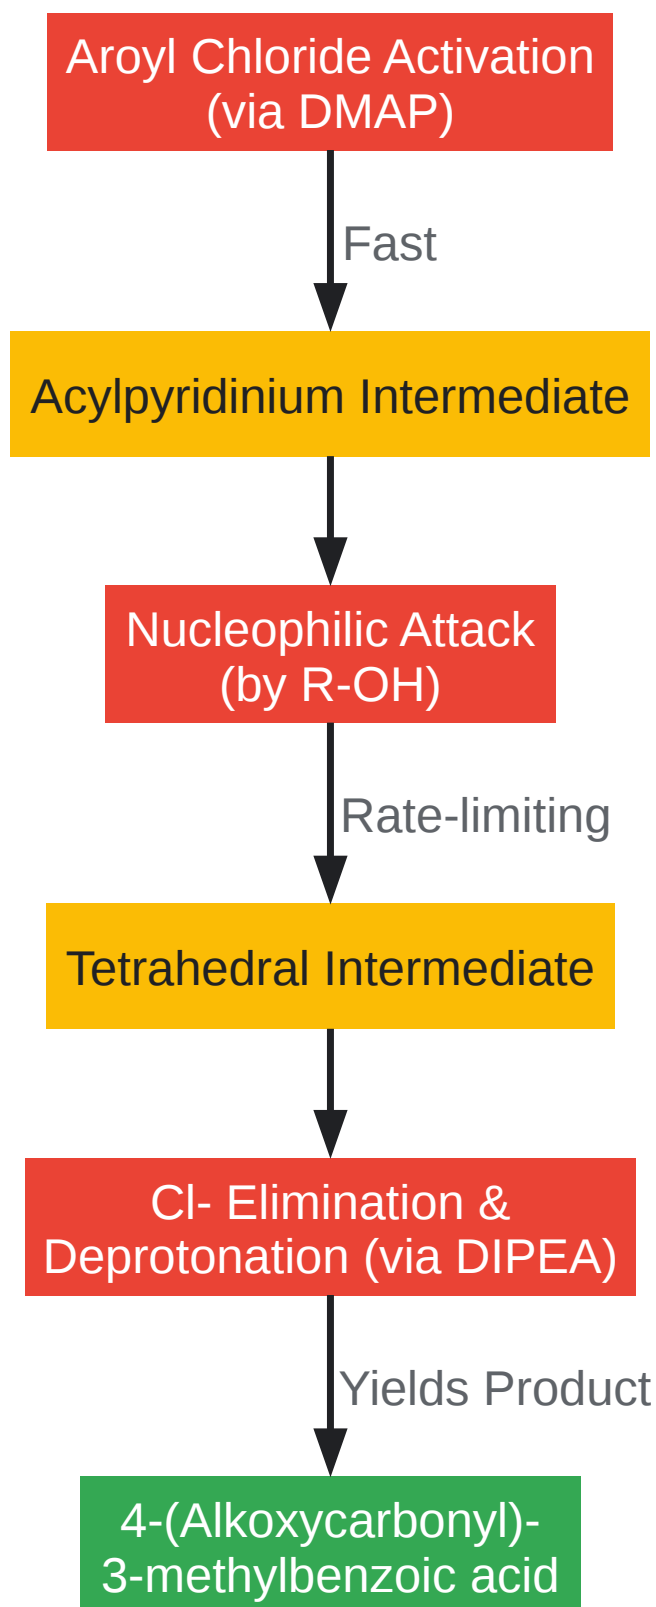 Aroyl Chloride Activation
(via DMAP)
Fast
Acylpyridinium Intermediate
Nucleophilic Attack
(by R-OH)
Rate-limiting
Tetrahedral Intermediate
Cl- Elimination &
Deprotonation (via DIPEA)
Yields Product
4-(Alkoxycarbonyl)-
3-methylbenzoic acid